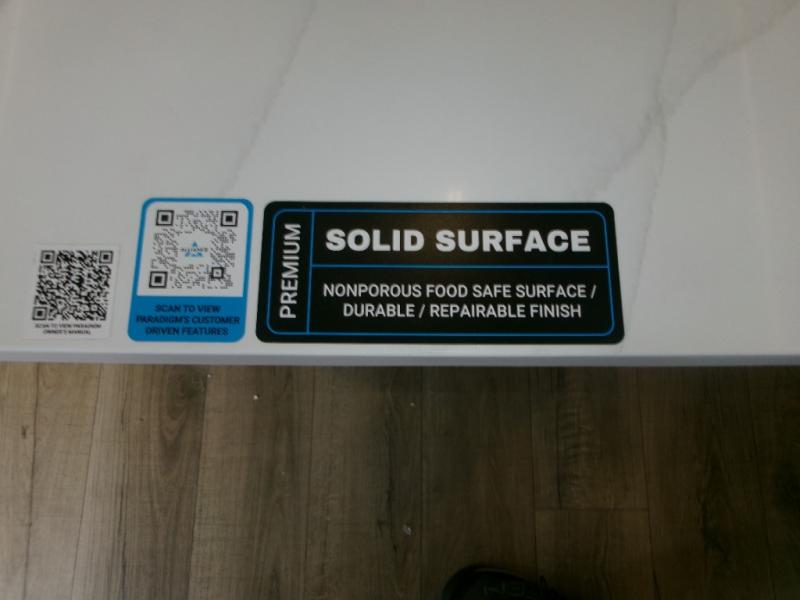 SCAN TO VIEW PARADIGM
OWNER'S MANUAL
ALLIANCE
SCAN TO VIEW
PARADIGM'S CUSTOMER
DRIVEN FEATURES
PREMIUM
SOLID SURFACE
NONPOROUS FOOD SAFE SURFACE /
DURABLE / REPAIRABLE FINISH